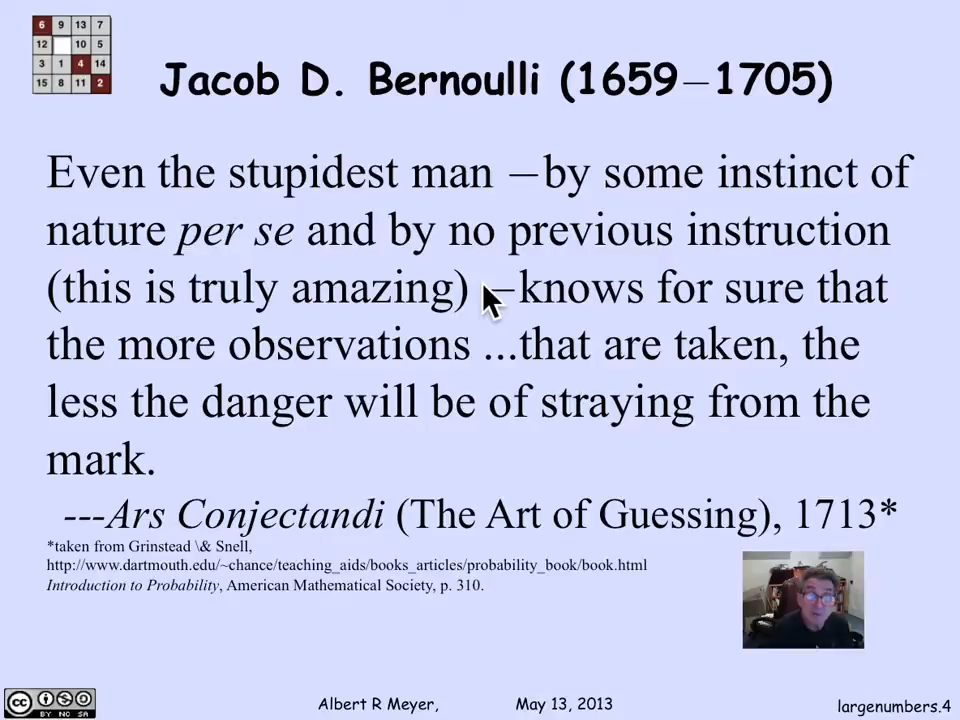 6 9 13 7
12 10 5
3 1 4 14
15 8 11 2
Jacob D. Bernoulli (1659–1705)
Even the stupidest man –by some instinct of
nature per se and by no previous instruction
(this is truly amazing) –knows for sure that
the more observations ...that are taken, the
less the danger will be of straying from the
mark.
---Ars Conjectandi (The Art of Guessing), 1713*
*taken from Grinstead \& Snell,
http://www.dartmouth.edu/~chance/teaching_aids/books_articles/probability_book/book.html
Introduction to Probability, American Mathematical Society, p. 310.
cc BY NC SA
Albert R Meyer, May 13, 2013
largenumbers.4